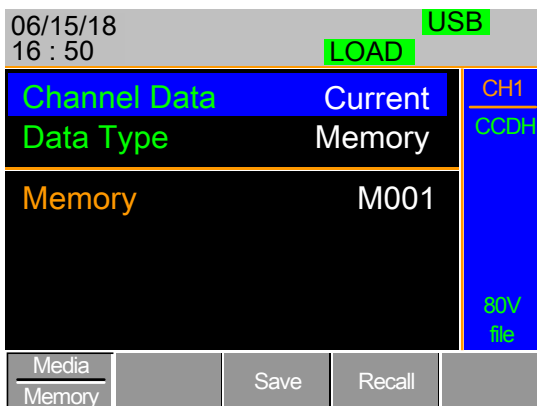 06/15/18 USB
16 : 50 LOAD
Channel Data Current
Data Type Memory
Memory M001
CH1
CCDH
80V
file
Media
Memory
Save
Recall